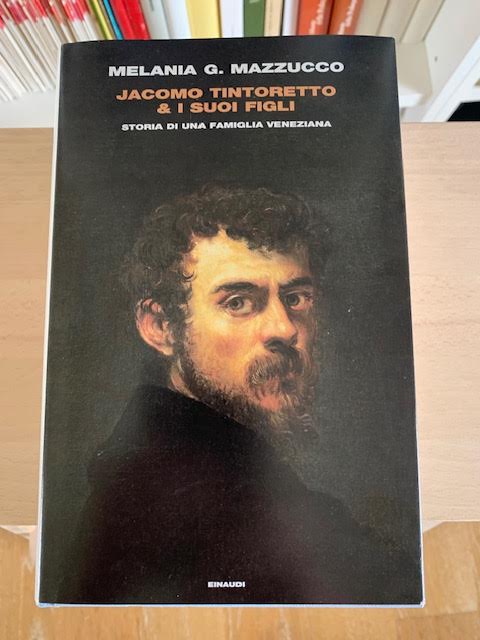 MELANIA G. MAZZUCCO
JACOMO TINTORETTO
& I SUOI FIGLI
STORIA DI UNA FAMIGLIA VENEZIANA
EINAUDI